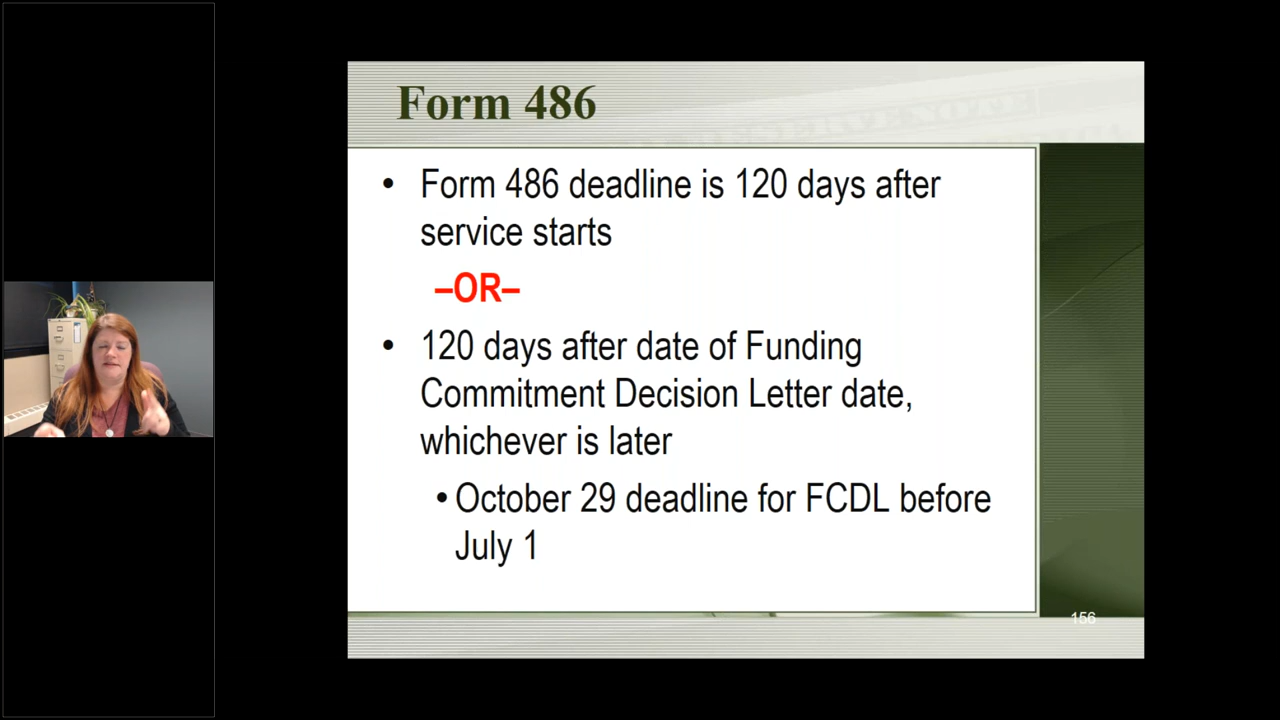 Form 486
• Form 486 deadline is 120 days after
service starts
–OR–
• 120 days after date of Funding
Commitment Decision Letter date,
whichever is later
• October 29 deadline for FCDL before
July 1
156